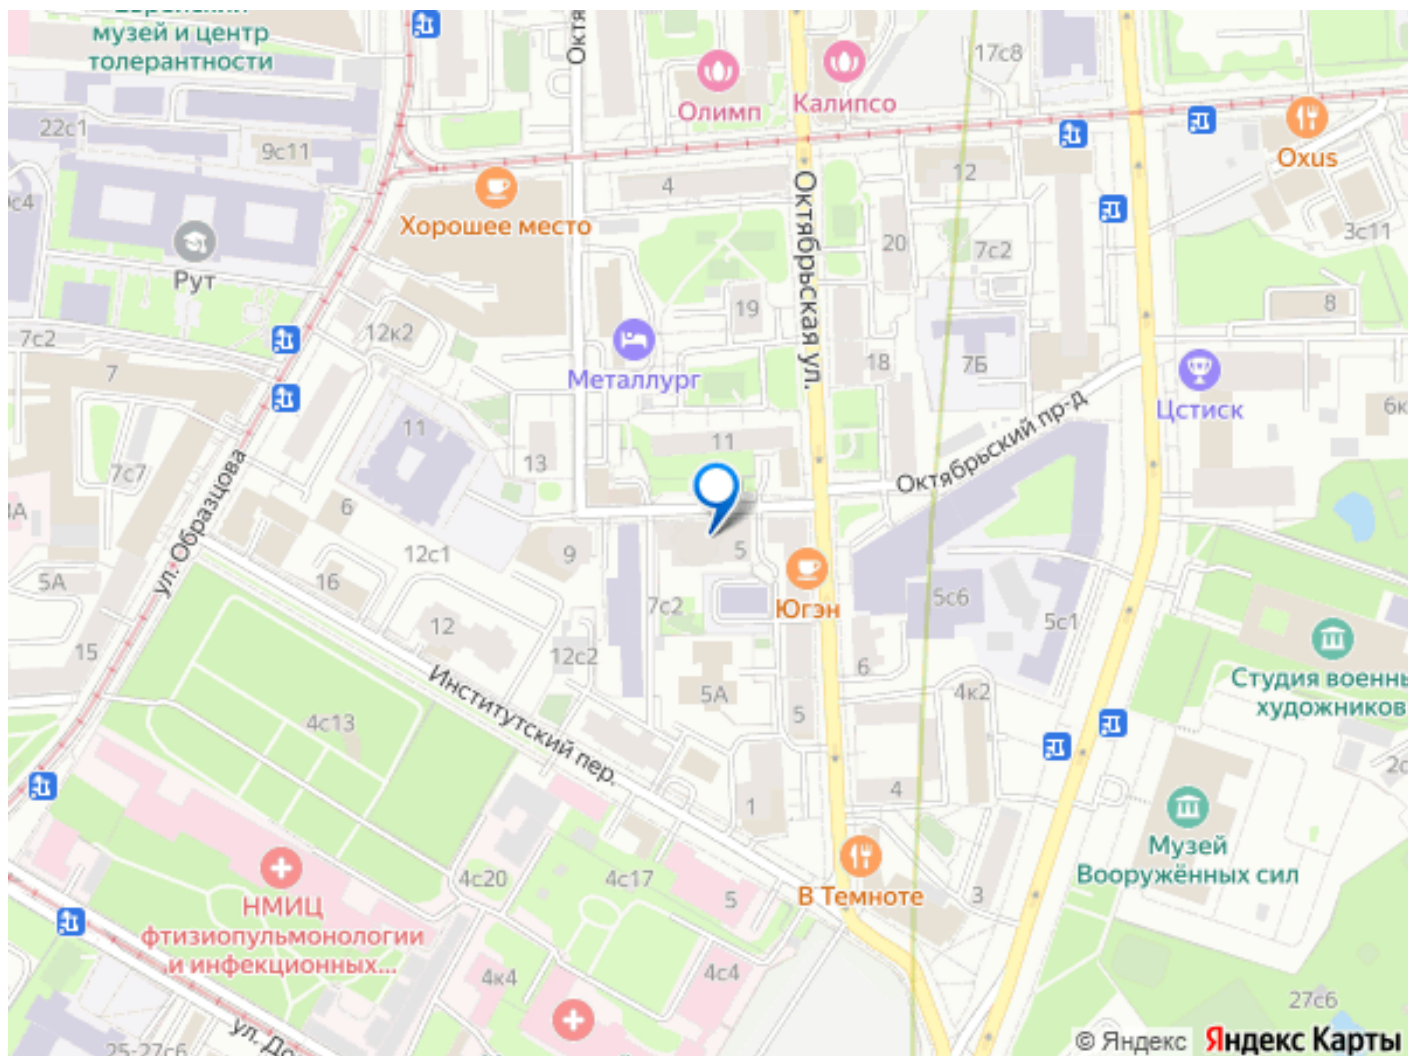 музей и центр
толерантности
Октя
Олимп
Калипсо
17с8
22с1
9с11
Oxus
Хорошее место
4
12
Октябрьская ул.
20
7с2
3с11
Рут
8
19
12к2
7с2
7
Металлург
18
7Б
Цстиск
Октябрьский пр-д
11
11
13
7с7
ул. Образцова
6
5
9
12с1
16
5А
Югэн
7с2
5с6
5с1
12
15
12с2
6
5А
4к2
Студия военны
художников
Институтский пер.
4с13
5
1
4
Музей
Вооружённых сил
НМИЦ
фтизиопульмонологии
и инфекционных...
4с20
4с17
5
В Темноте
3
4к4
4с4
27с6
ул. До
25-27с6
© Яндекс Яндекс Карты